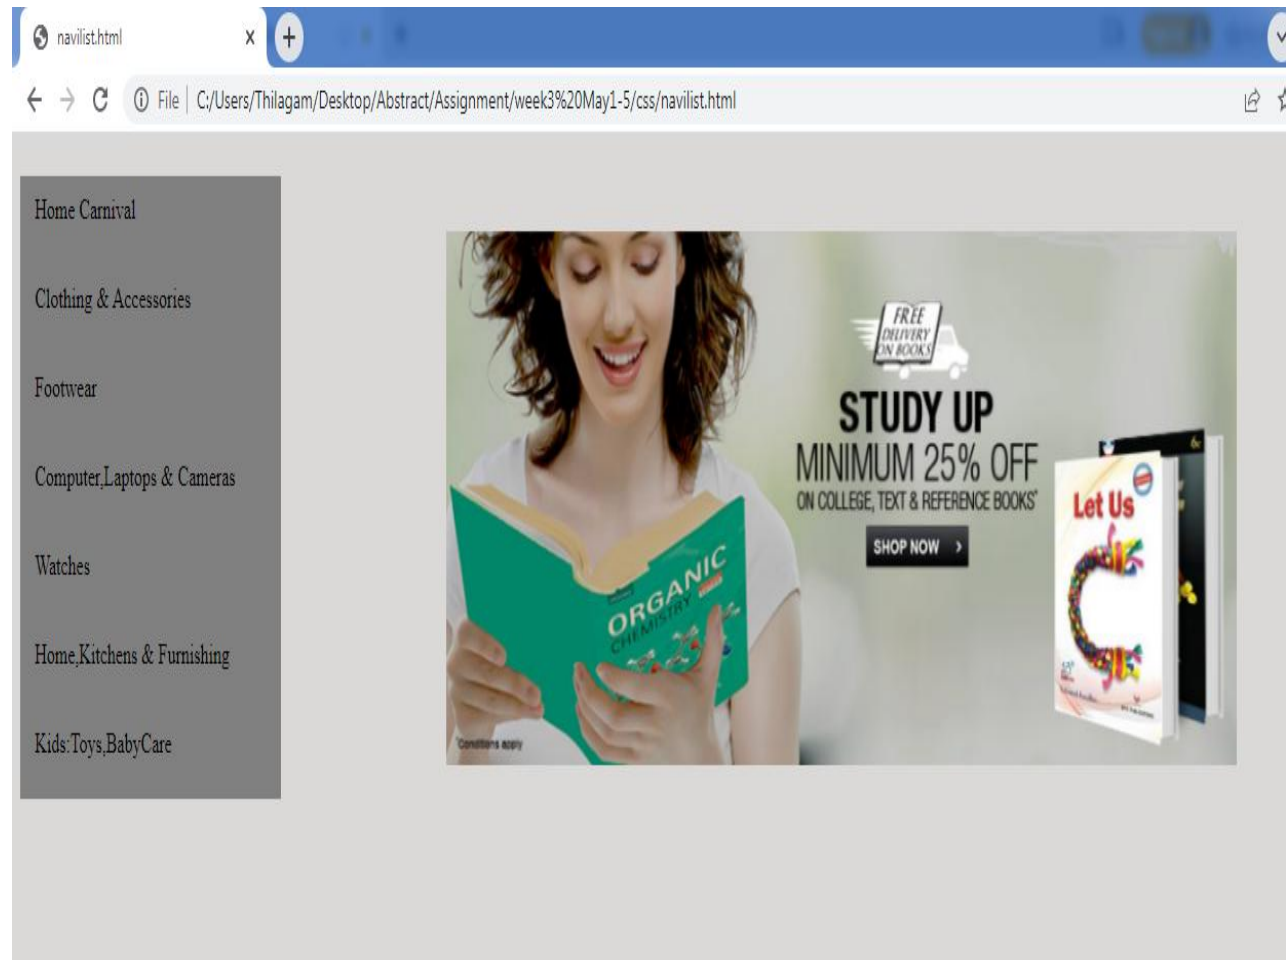 navilist.html
File
C:/Users/Thilagam/Desktop/Abstract/Assignment/week3%20May1-5/css/navilist.html
Home Carnival
Clothing & Accessories
Footwear
Computer,Laptops & Cameras
Watches
Home,Kitchens & Furnishing
Kids:Toys,BabyCare
FREE
DELIVERY
ON BOOKS
STUDY UP
MINIMUM 25% OFF
ON COLLEGE, TEXT & REFERENCE BOOKS*
SHOP NOW >
ORGANIC
CHEMISTRY
Let Us
C
6e
*Conditions apply